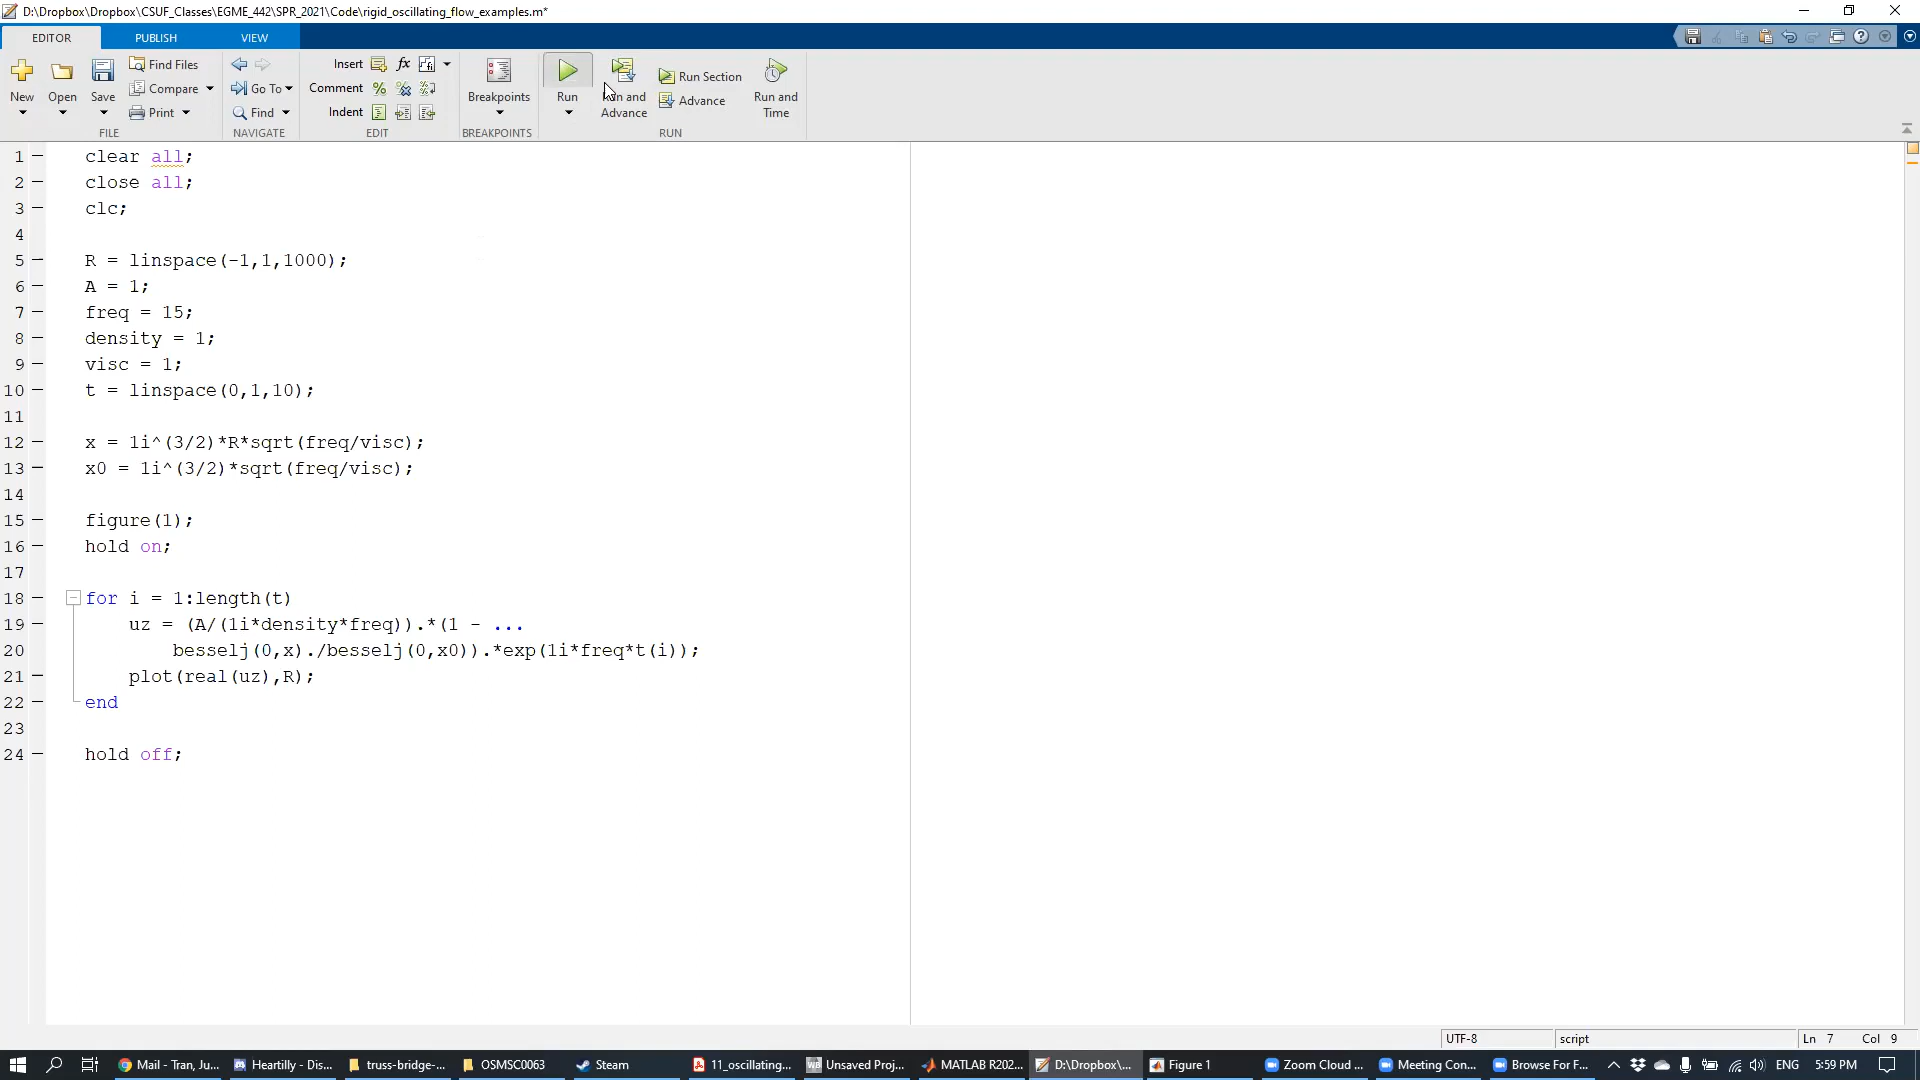 D:\Dropbox\Dropbox\CSUF_Classes\EGME_442\SPR_2021\Code\rigid_oscillating_flow_examples.m*
EDITOR PUBLISH VIEW
New Open Save Find Files Compare Print
FILE
Go To Find
NAVIGATE
Insert fx
Comment % 
Indent
EDIT
Breakpoints
BREAKPOINTS
Run
Advance
Run Section
Advance
Run and Time
RUN
1 clear all;
2 close all;
3 clc;
4
5 R = linspace(-1,1,1000);
6 A = 1;
7 freq = 15;
8 density = 1;
9 visc = 1;
10 t = linspace(0,1,10);
11
12 x = 1i^(3/2)*R*sqrt(freq/visc);
13 x0 = 1i^(3/2)*sqrt(freq/visc);
14
15 figure(1);
16 hold on;
17
18 for i = 1:length(t)
19 uz = (A/(1i*density*freq)).*(1 - ...
20 besselj(0,x)./besselj(0,x0)).*exp(1i*freq*t(i));
21 plot(real(uz),R);
22 end
23
24 hold off;
UTF-8 script Ln 7 Col 9
Mail - Tran, Ju... Heartilly - Dis... truss-bridge-... OSMSC0063 Steam 11_oscillating... Unsaved Proj... MATLAB R202... D:\Dropbox\... Figure 1 Zoom Cloud ... Meeting Con... Browse For F... ENG 5:59 PM